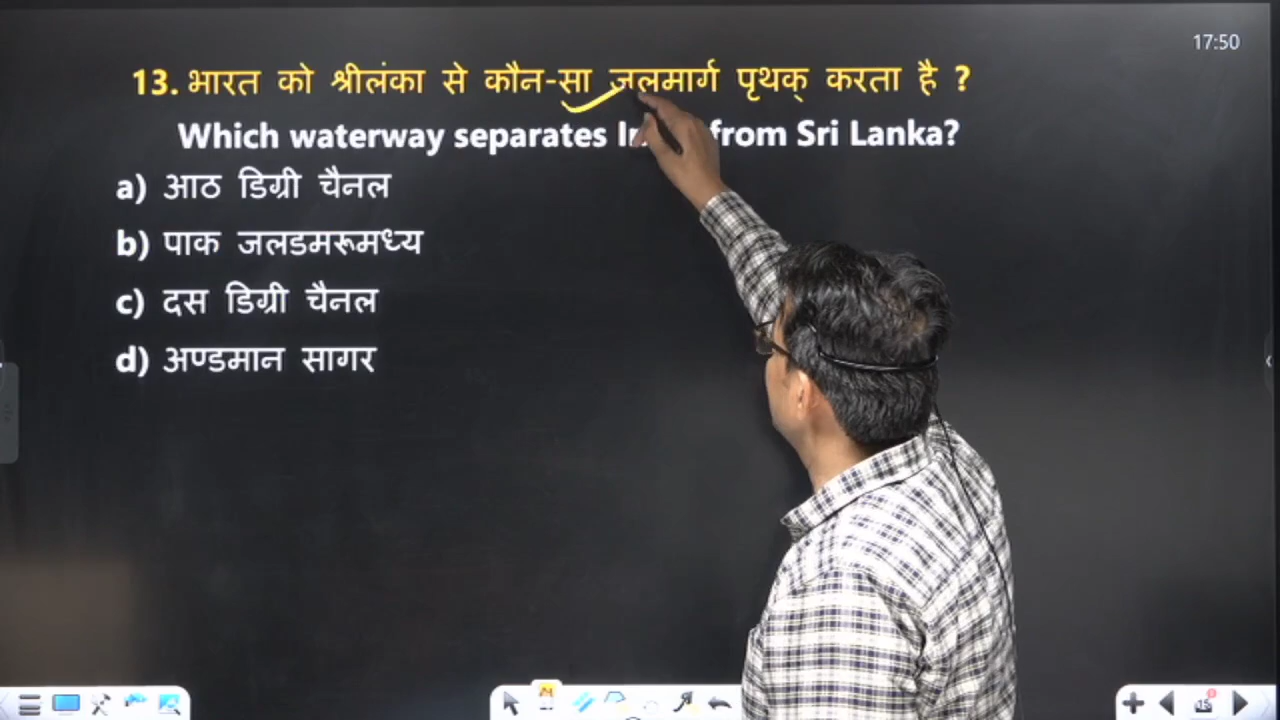 17:50
13. भारत को श्रीलंका से कौन-सा जलमार्ग पृथक् करता है ?
Which waterway separates from Sri Lanka?
a) आठ डिग्री चैनल
b) पाक जलडमरूमध्य
c) दस डिग्री चैनल
d) अण्डमान सागर